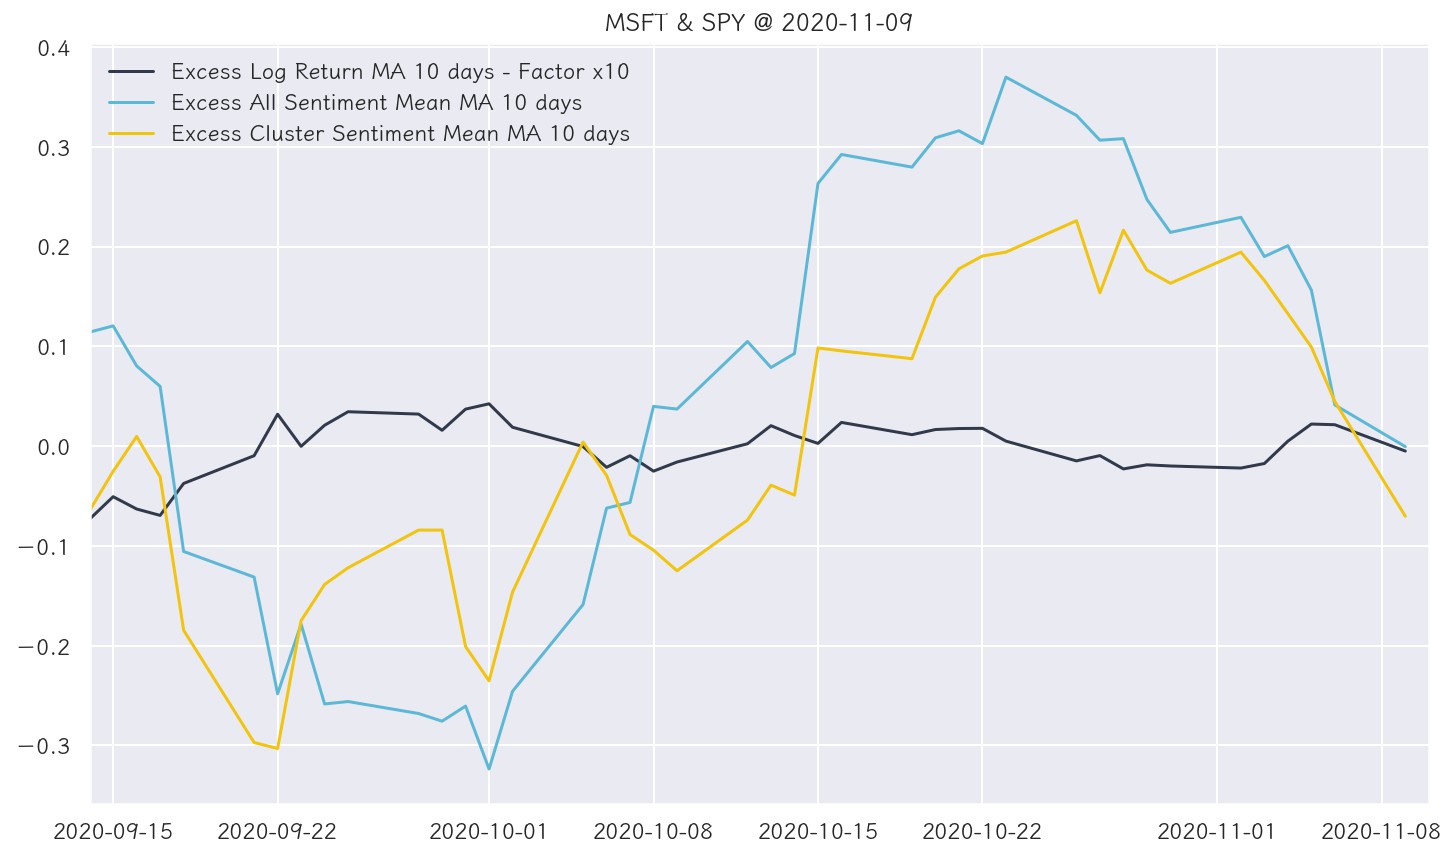 MSFT & SPY @ 2020-11-09
Excess Log Return MA 10 days - Factor x10
Excess All Sentiment Mean MA 10 days
Excess Cluster Sentiment Mean MA 10 days
0.4
0.3
0.2
0.1
0.0
−0.1
−0.2
−0.3
2020-09-15 2020-09-22 2020-10-01 2020-10-08 2020-10-15 2020-10-22 2020-11-01 2020-11-08